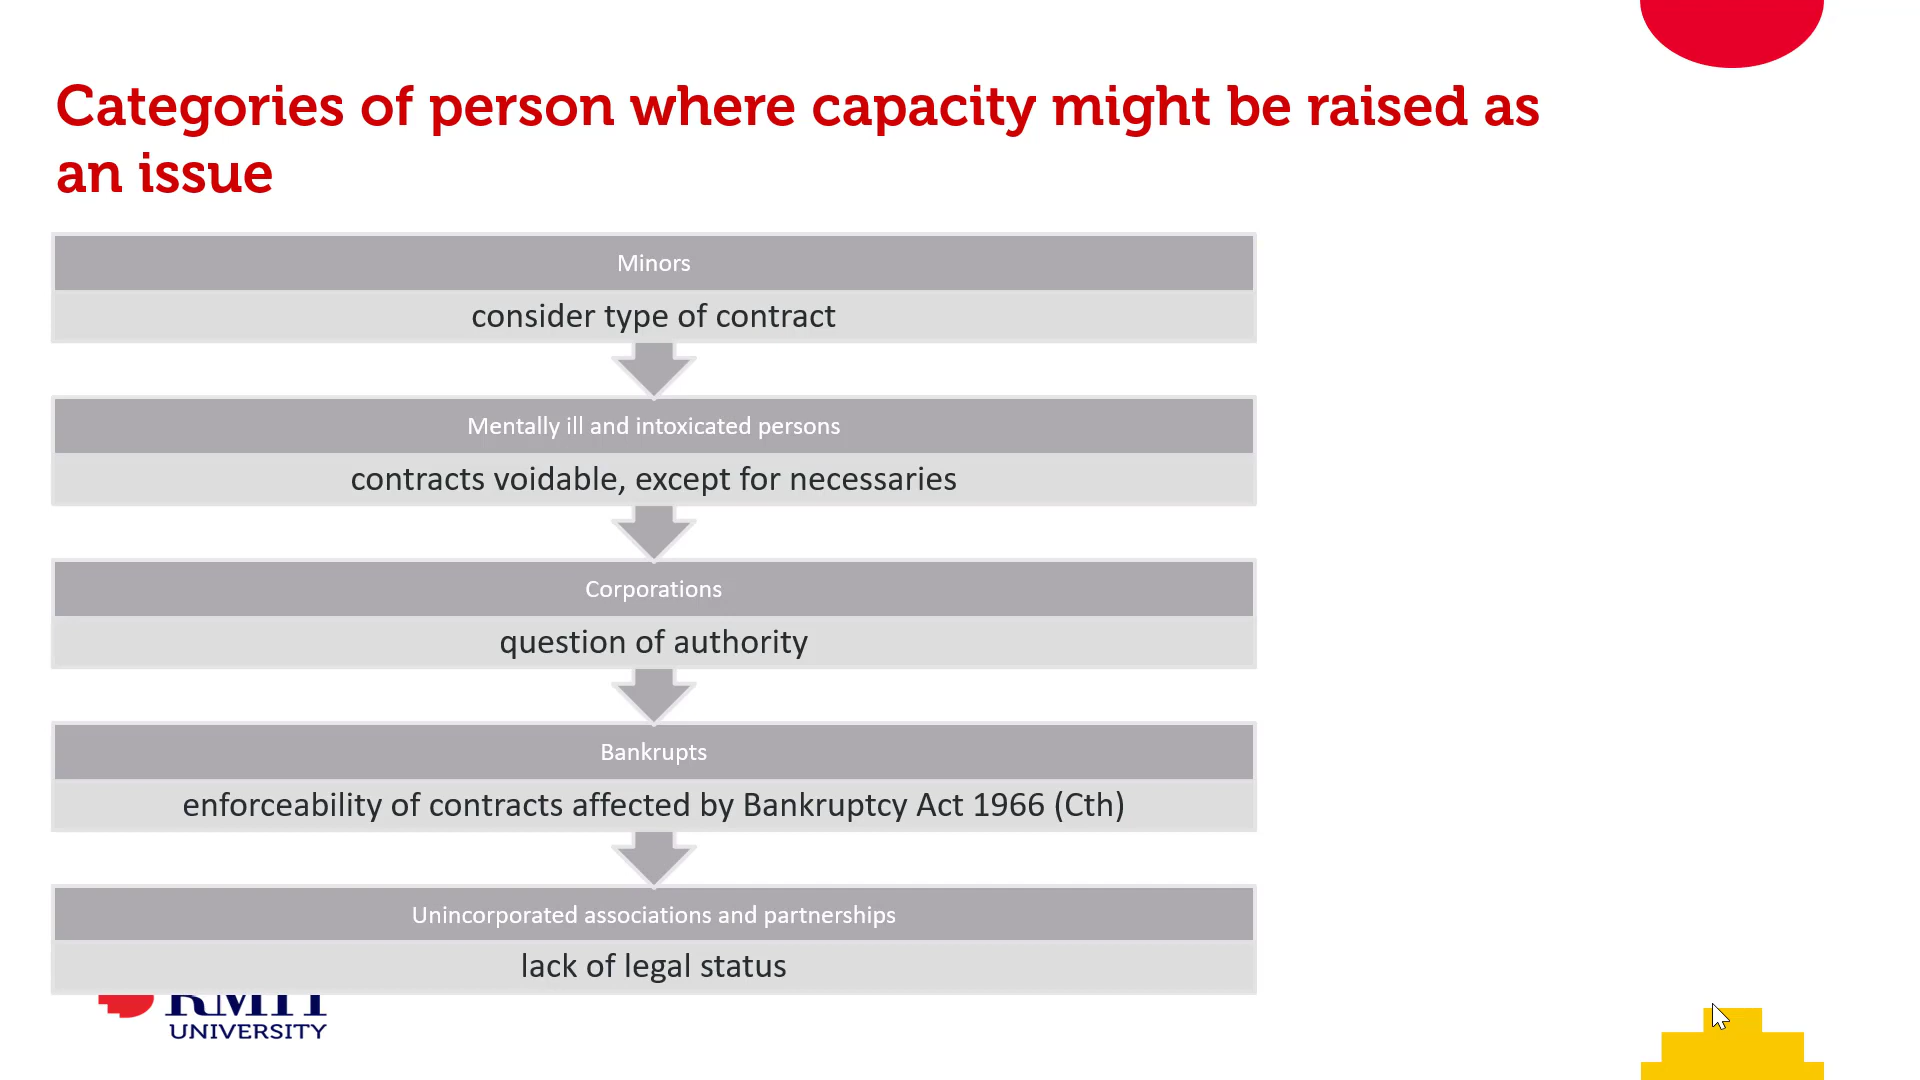 Categories of person where capacity might be raised as
an issue
Minors
consider type of contract
Mentally ill and intoxicated persons
contracts voidable, except for necessaries
Corporations
question of authority
Bankrupts
enforceability of contracts affected by Bankruptcy Act 1966 (Cth)
Unincorporated associations and partnerships
lack of legal status
RMIT
UNIVERSITY